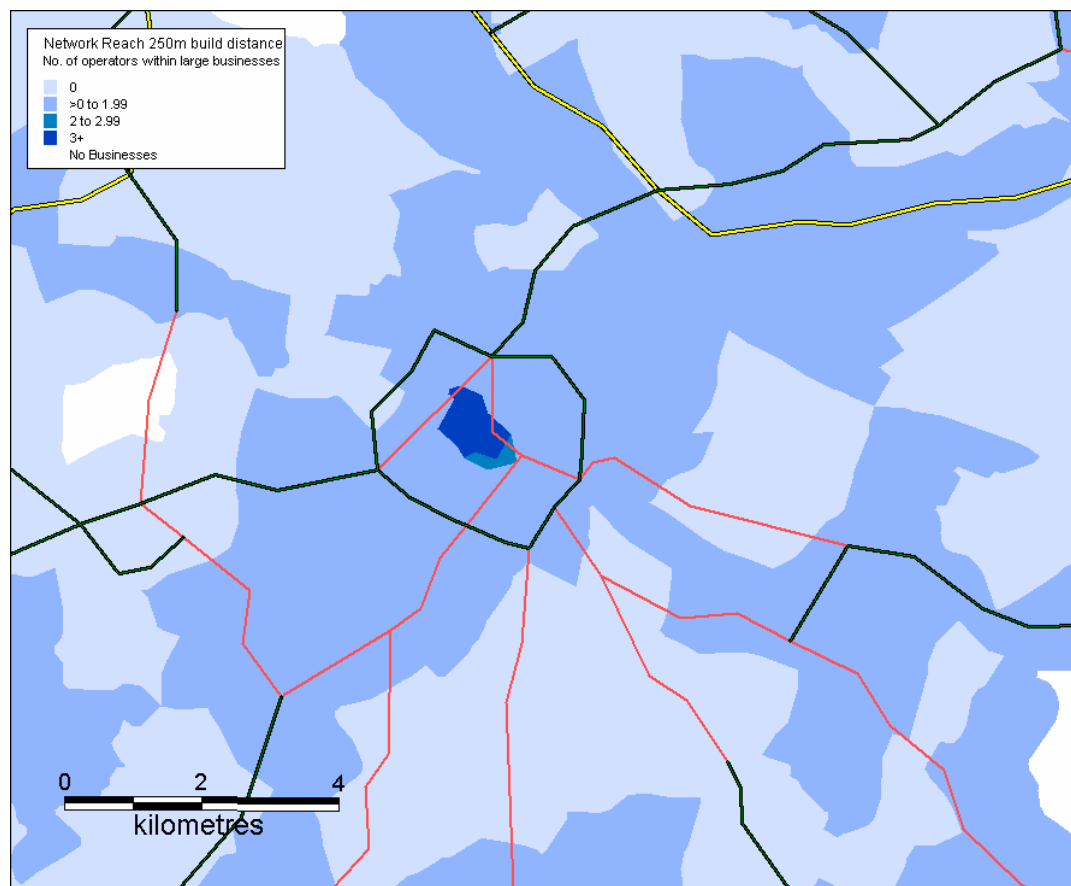 Network Reach 250m build distance
No. of operators within large businesses
0
>0 to 1.99
2 to 2.99
3+
No Businesses
0 2 4
kilometres